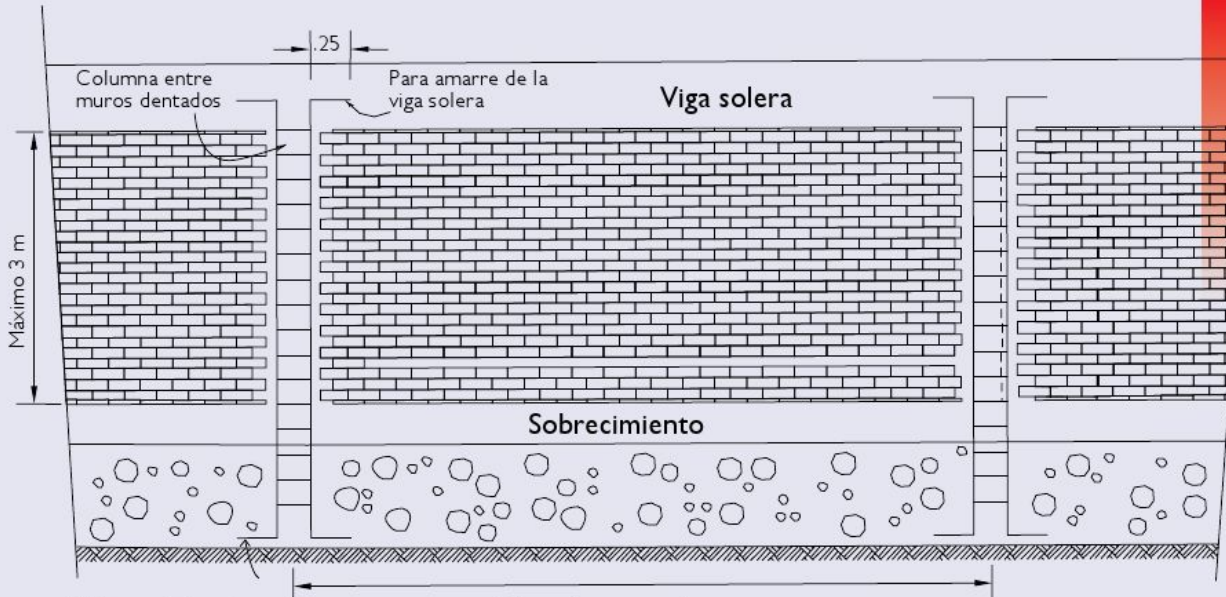 .25
Columna entre
muros dentados
Para amarre de la
viga solera
Viga solera
Máximo 3 m
Sobrecimiento